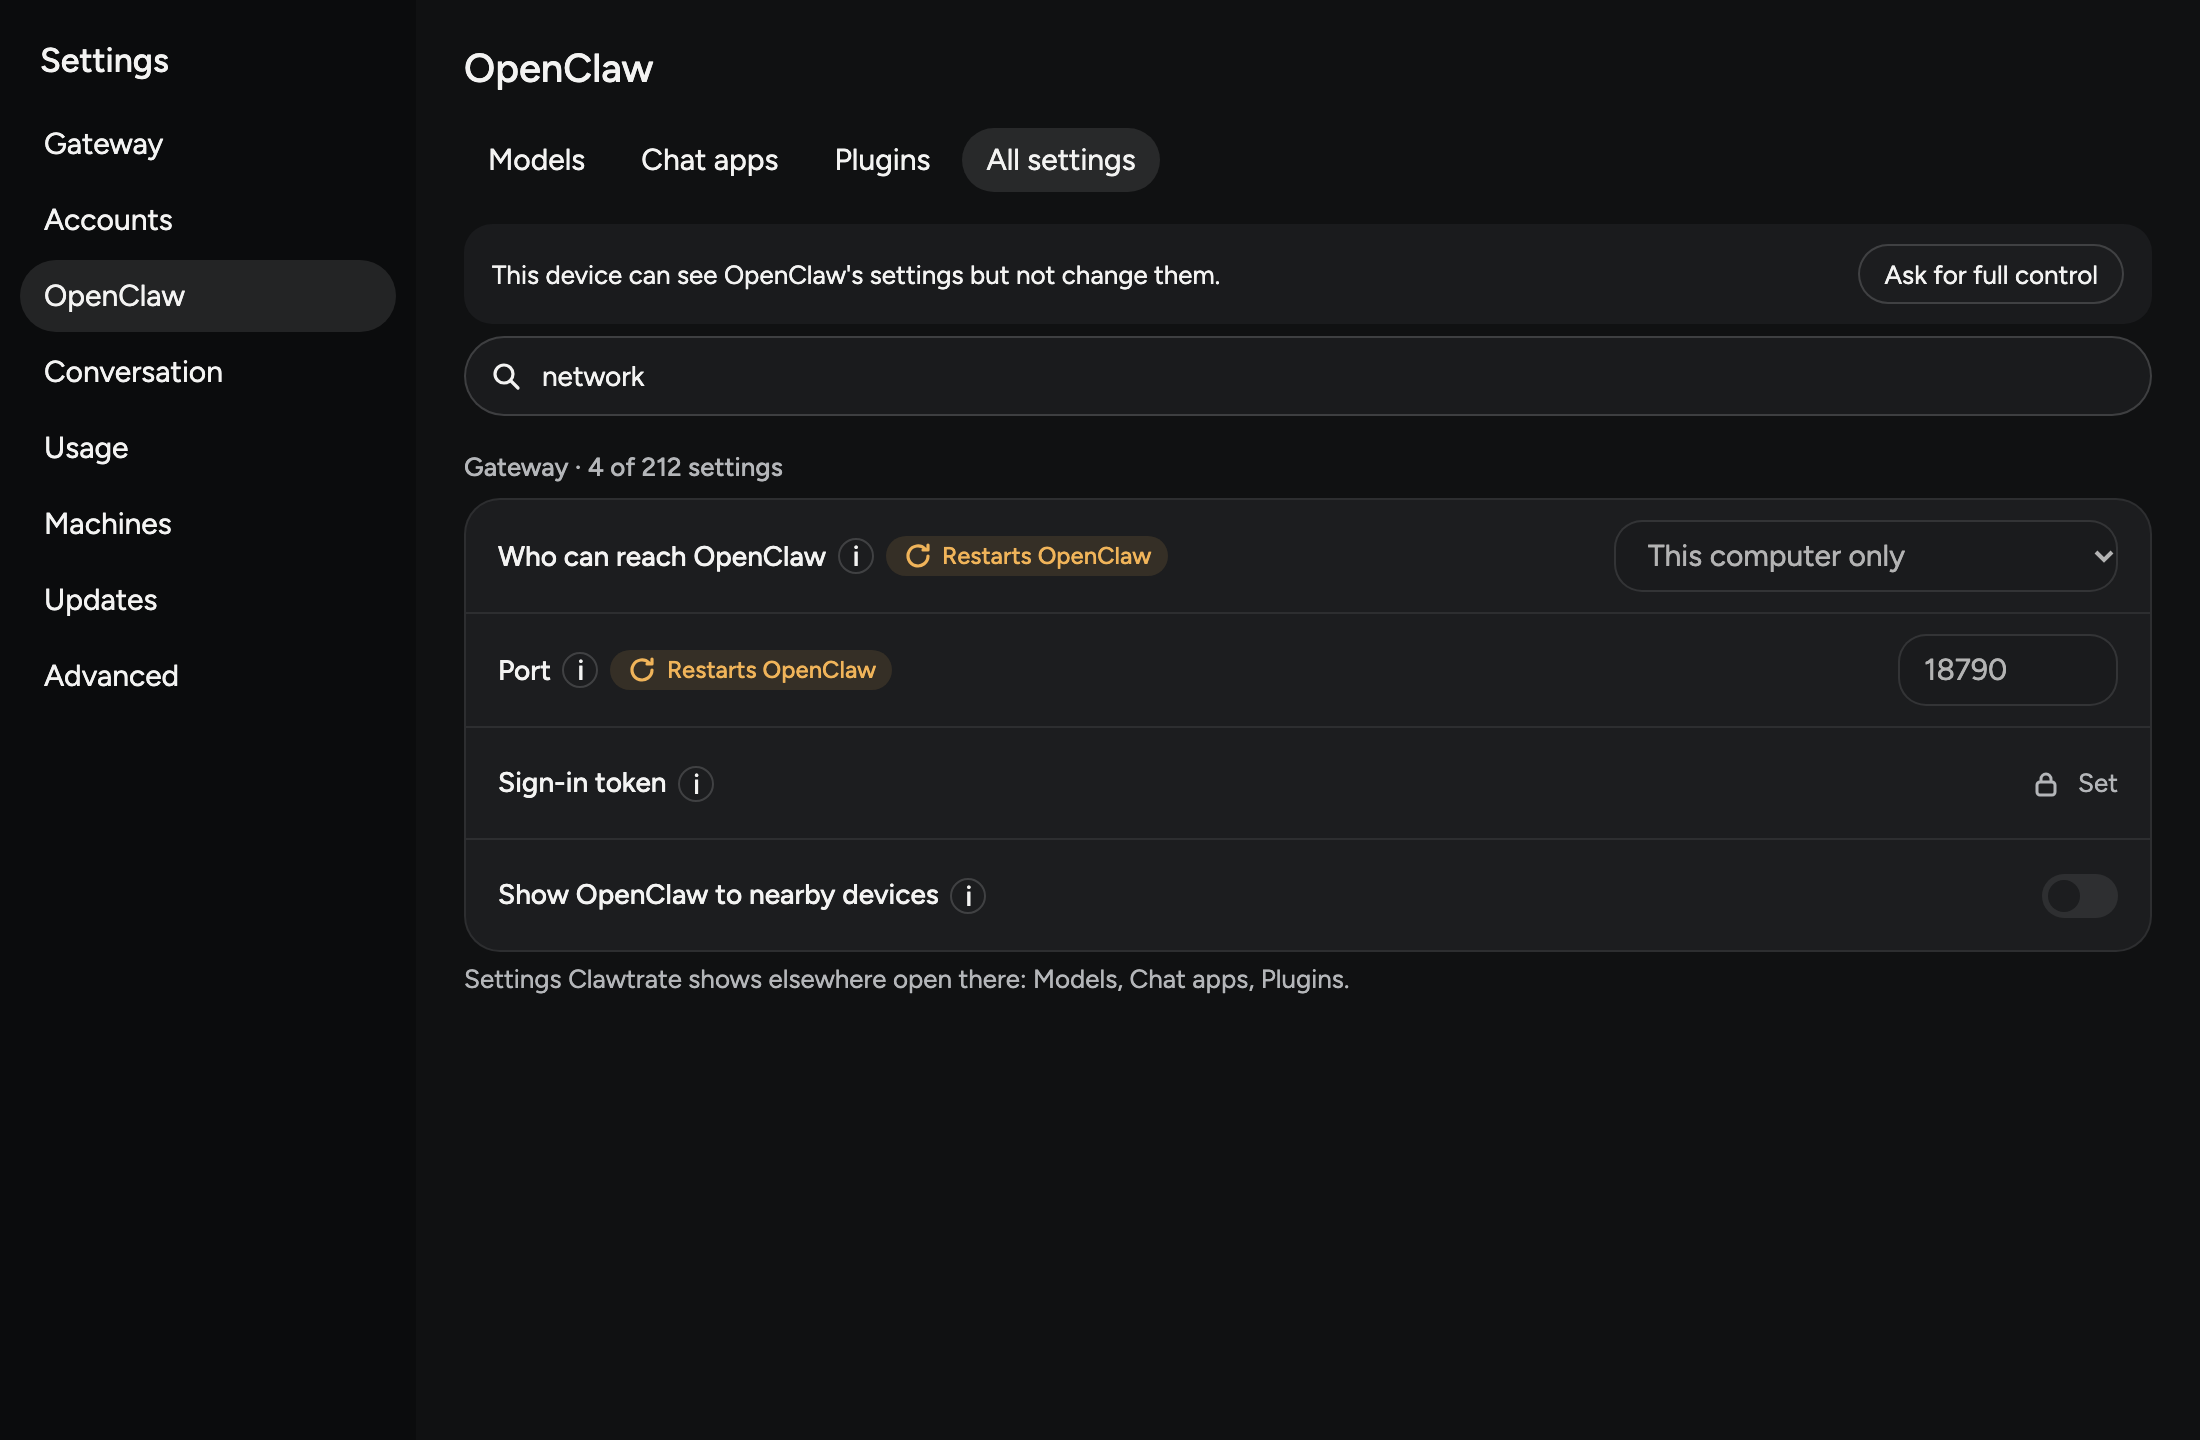 Settings
Gateway
Accounts
OpenClaw
Conversation
Usage
Machines
Updates
Advanced
OpenClaw
Models Chat apps Plugins All settings
This device can see OpenClaw's settings but not change them. Ask for full control
network
Gateway · 4 of 212 settings
Who can reach OpenClaw i Restarts OpenClaw This computer only
Port i Restarts OpenClaw 18790
Sign-in token i Set
Show OpenClaw to nearby devices i
Settings Clawtrate shows elsewhere open there: Models, Chat apps, Plugins.